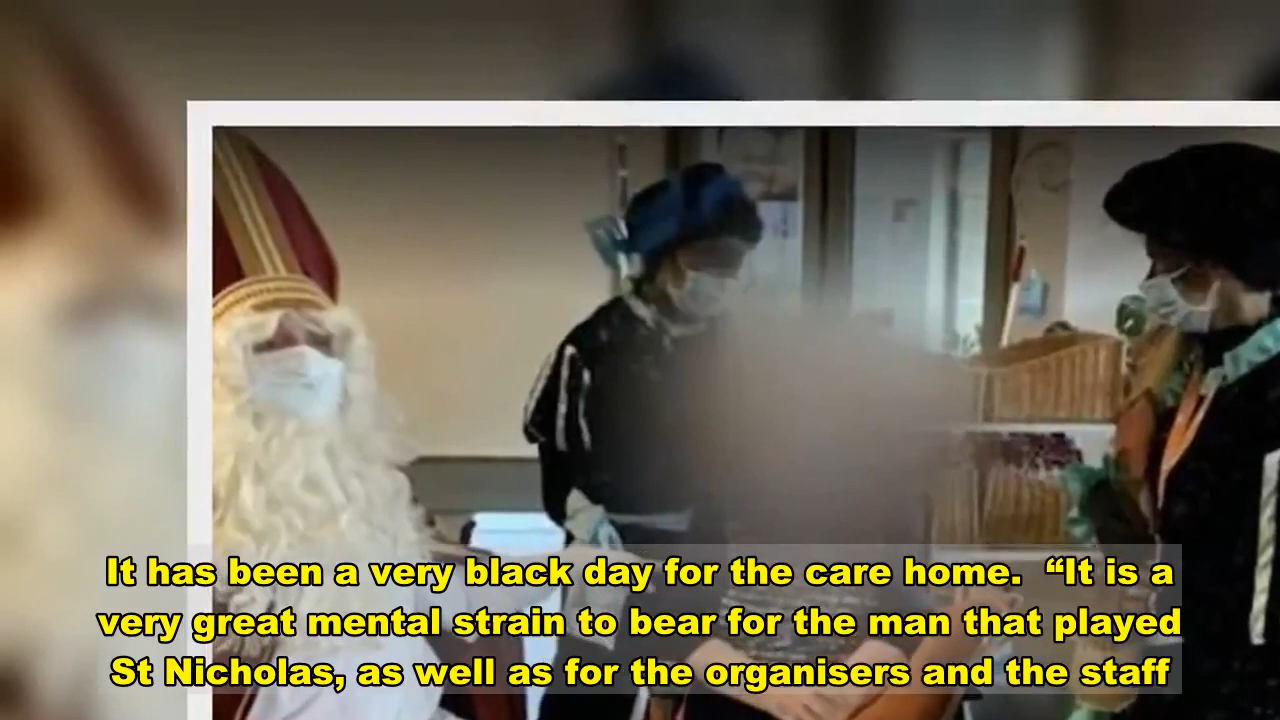 It has been a very black day for the care home.  “It is a
very great mental strain to bear for the man that played
St Nicholas, as well as for the organisers and the staff